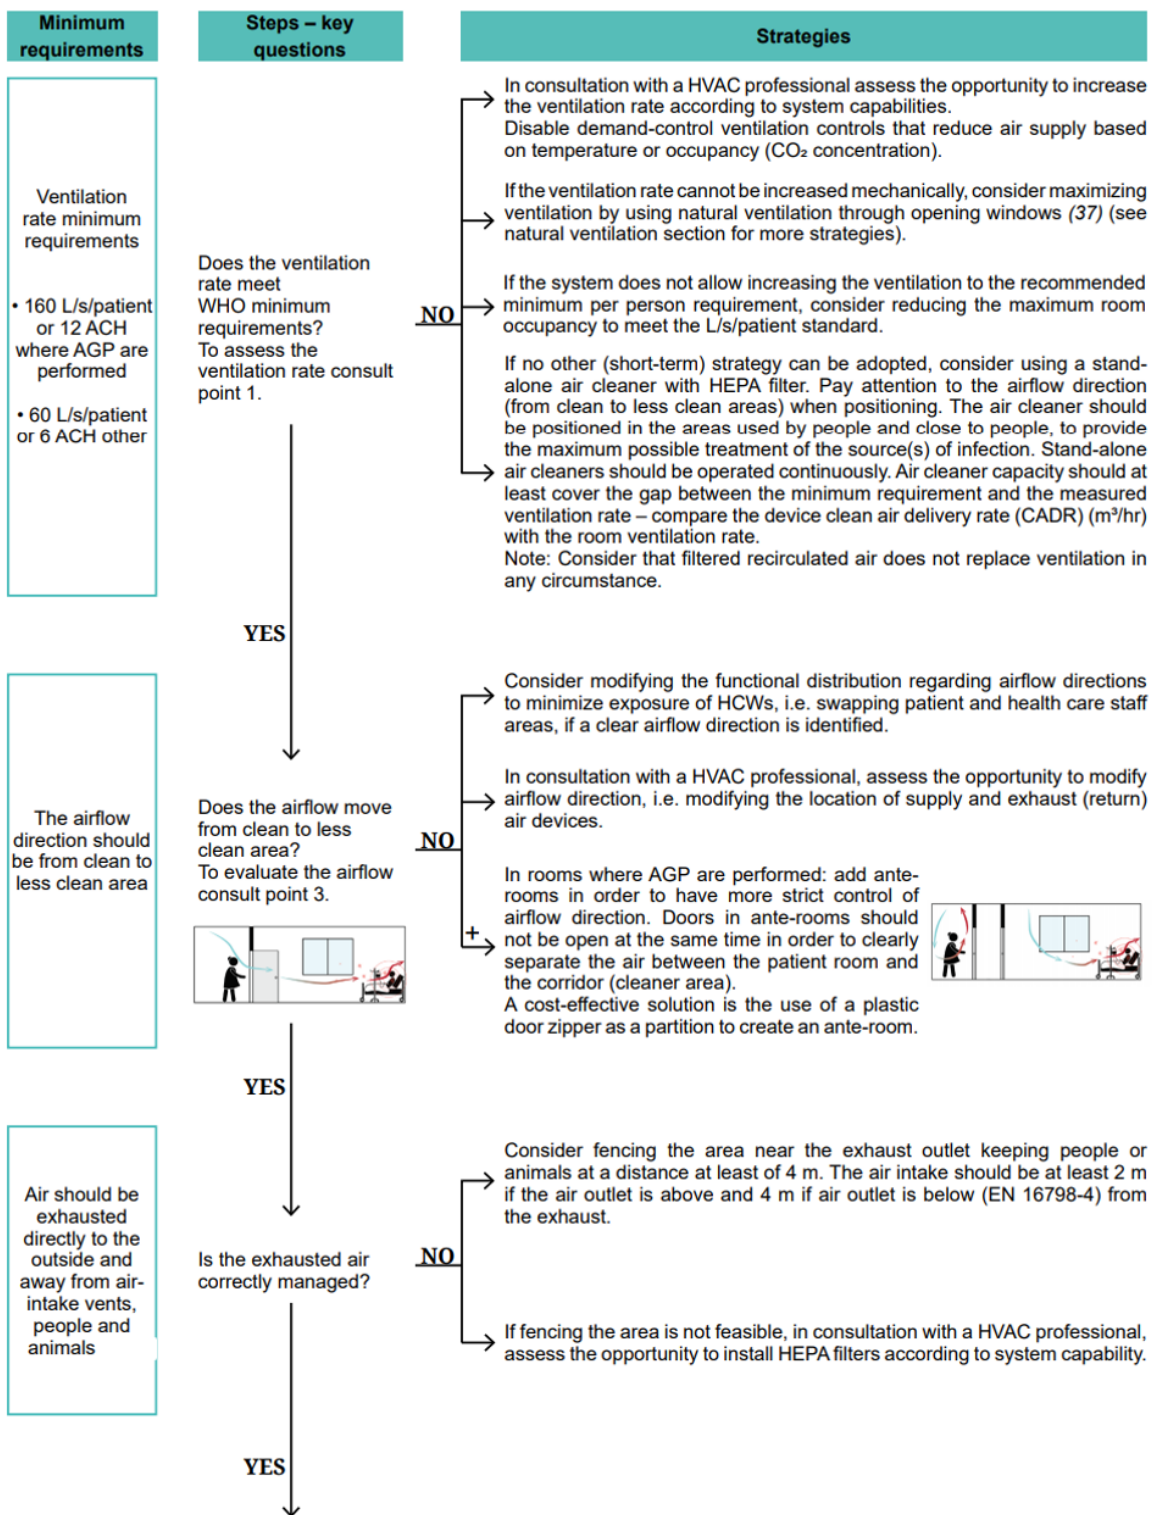 Minimum
requirements
Steps – key
questions
Strategies
Ventilation
rate minimum
requirements
• 160 L/s/patient
or 12 ACH
where AGP are
performed
• 60 L/s/patient
or 6 ACH other
Does the ventilation
rate meet
WHO minimum
requirements?
To assess the
ventilation rate consult
point 1.
NO
In consultation with a HVAC professional assess the opportunity to increase
the ventilation rate according to system capabilities.
Disable demand-control ventilation controls that reduce air supply based
on temperature or occupancy (CO₂ concentration).
If the ventilation rate cannot be increased mechanically, consider maximizing
ventilation by using natural ventilation through opening windows (37) (see
natural ventilation section for more strategies).
If the system does not allow increasing the ventilation to the recommended
minimum per person requirement, consider reducing the maximum room
occupancy to meet the L/s/patient standard.
If no other (short-term) strategy can be adopted, consider using a stand-
alone air cleaner with HEPA filter. Pay attention to the airflow direction
(from clean to less clean areas) when positioning. The air cleaner should
be positioned in the areas used by people and close to people, to provide
the maximum possible treatment of the source(s) of infection. Stand-alone
air cleaners should be operated continuously. Air cleaner capacity should at
least cover the gap between the minimum requirement and the measured
ventilation rate – compare the device clean air delivery rate (CADR) (m³/hr)
with the room ventilation rate.
Note: Consider that filtered recirculated air does not replace ventilation in
any circumstance.
YES
The airflow
direction should
be from clean to
less clean area
Does the airflow move
from clean to less
clean area?
To evaluate the airflow
consult point 3.
NO
Consider modifying the functional distribution regarding airflow directions
to minimize exposure of HCWs, i.e. swapping patient and health care staff
areas, if a clear airflow direction is identified.
In consultation with a HVAC professional, assess the opportunity to modify
airflow direction, i.e. modifying the location of supply and exhaust (return)
air devices.
+
In rooms where AGP are performed: add ante-
rooms in order to have more strict control of
airflow direction. Doors in ante-rooms should
not be open at the same time in order to clearly
separate the air between the patient room and
the corridor (cleaner area).
A cost-effective solution is the use of a plastic
door zipper as a partition to create an ante-room.
YES
Air should be
exhausted
directly to the
outside and
away from air-
intake vents,
people and
animals
Is the exhausted air
correctly managed?
NO
Consider fencing the area near the exhaust outlet keeping people or
animals at a distance at least of 4 m. The air intake should be at least 2 m
if the air outlet is above and 4 m if air outlet is below (EN 16798-4) from
the exhaust.
If fencing the area is not feasible, in consultation with a HVAC professional,
assess the opportunity to install HEPA filters according to system capability.
YES